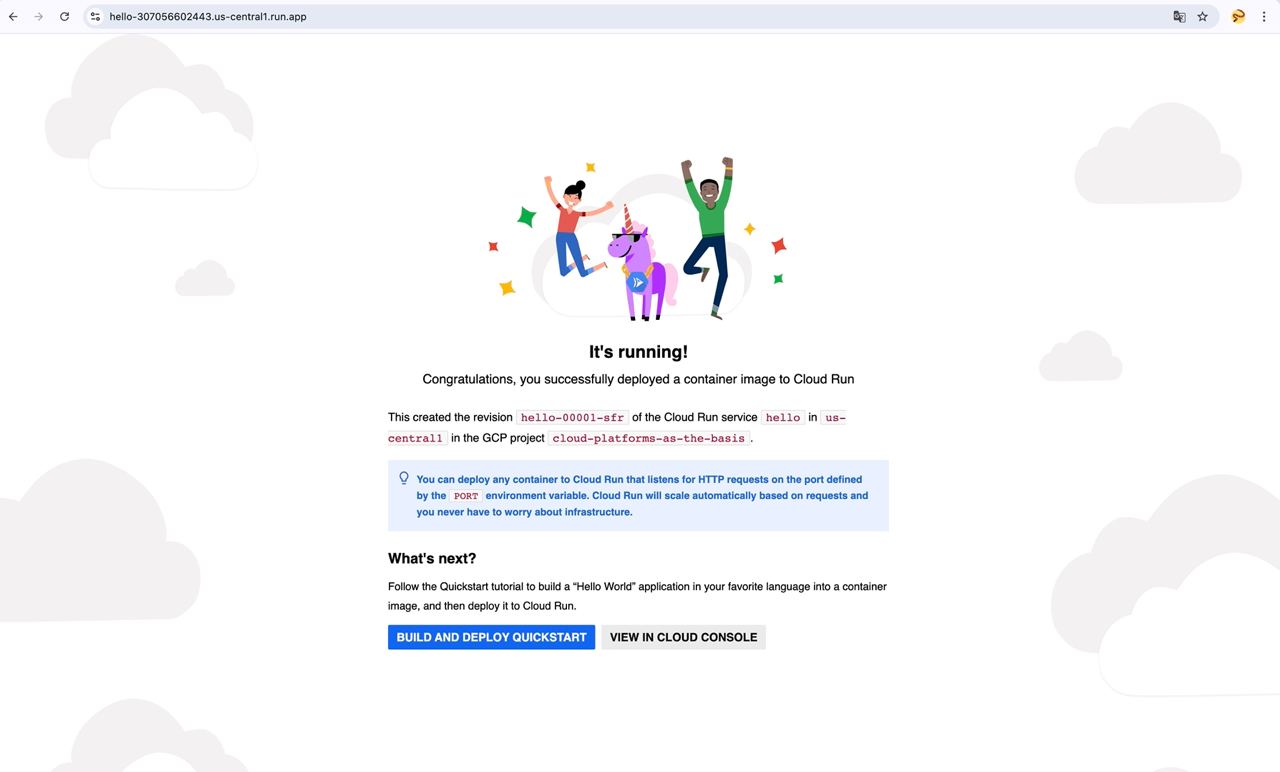 hello-307056602443.us-central1.run.app
It's running!
Congratulations, you successfully deployed a container image to Cloud Run
This created the revision hello-00001-sfr of the Cloud Run service hello in us-
central1 in the GCP project cloud-platforms-as-the-basis .
You can deploy any container to Cloud Run that listens for HTTP requests on the port defined
by the PORT environment variable. Cloud Run will scale automatically based on requests and
you never have to worry about infrastructure.
What's next?
Follow the Quickstart tutorial to build a “Hello World” application in your favorite language into a container
image, and then deploy it to Cloud Run.
BUILD AND DEPLOY QUICKSTART VIEW IN CLOUD CONSOLE